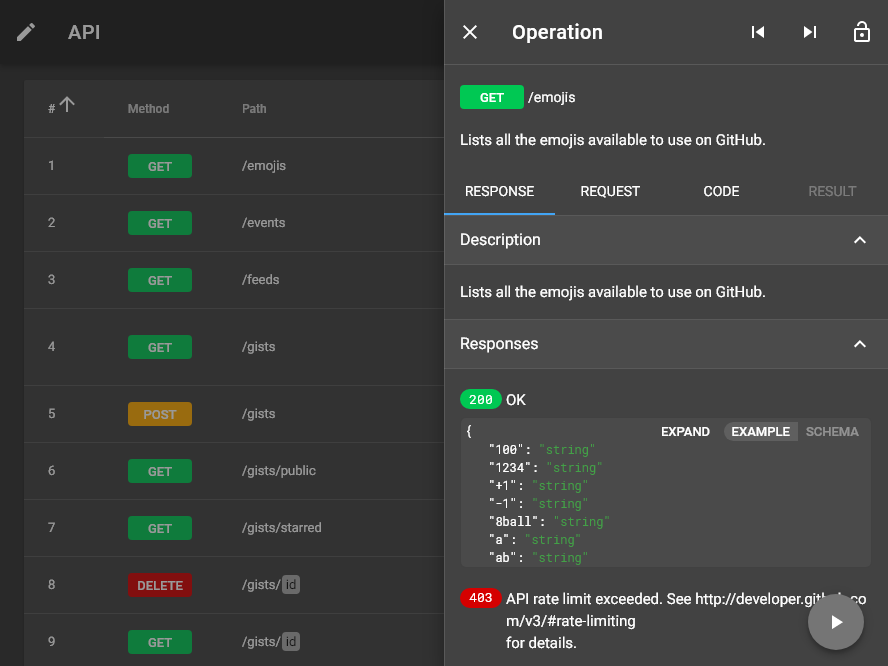 API
# Method Path
1 GET /emojis
2 GET /events
3 GET /feeds
4 GET /gists
5 POST /gists
6 GET /gists/public
7 GET /gists/starred
8 DELETE /gists/ id
9 GET /gists/ id
Operation
GET /emojis
Lists all the emojis available to use on GitHub.
RESPONSE REQUEST CODE RESULT
Description
Lists all the emojis available to use on GitHub.
Responses
200 OK
{ EXPAND EXAMPLE SCHEMA
"100": "string"
"1234": "string"
"+1": "string"
"-1": "string"
"8ball": "string"
"a": "string"
"ab": "string"
403 API rate limit exceeded. See http://developer.github.co
m/v3/#rate-limiting
for details.